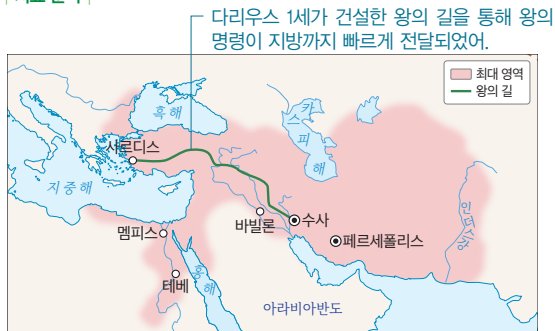 다리우스 1세가 건설한 왕의 길을 통해 왕의
명령이 지방까지 빠르게 전달되었어.
최대 영역
왕의 길
흑해
카스피해
사르디스
지중해
멤피스
바빌론
수사
페르세폴리스
인더스강
테베
홍해
아라비아반도